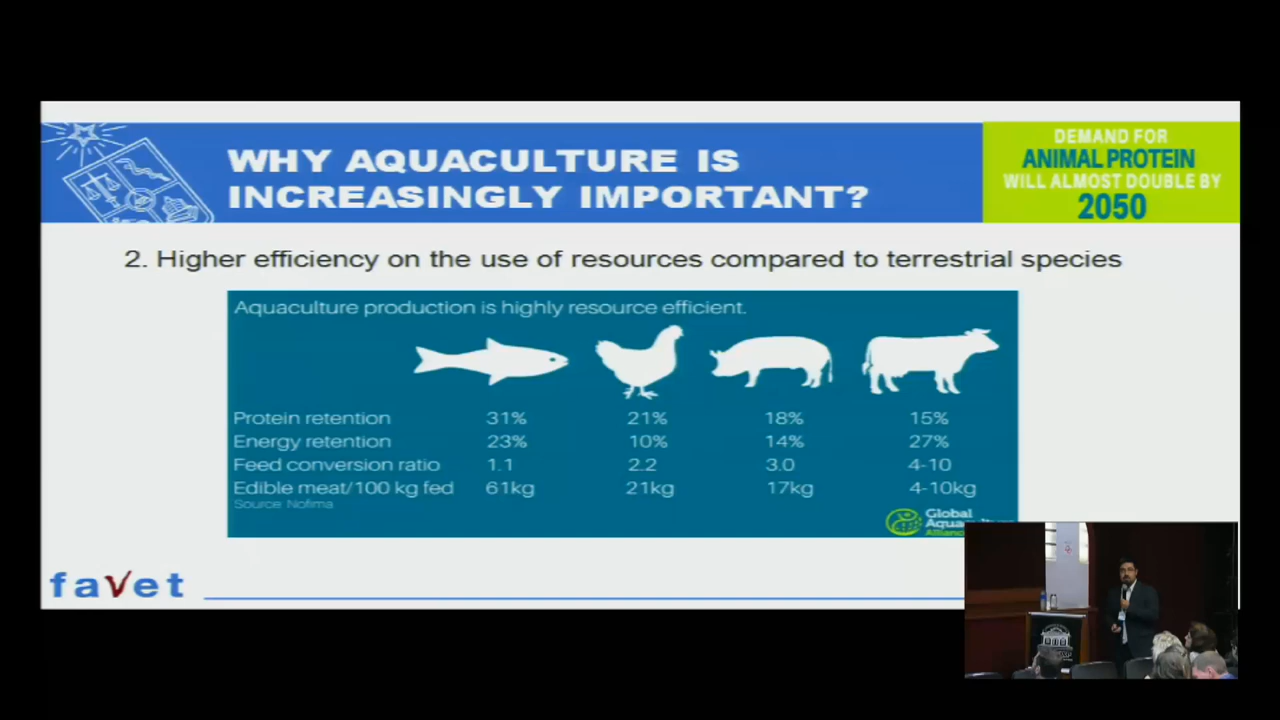 WHY AQUACULTURE IS
INCREASINGLY IMPORTANT?
DEMAND FOR
ANIMAL PROTEIN
WILL ALMOST DOUBLE BY
2050
2. Higher efficiency on the use of resources compared to terrestrial species
Aquaculture production is highly resource efficient.
Protein retention 31% 21% 18% 15%
Energy retention 23% 10% 14% 27%
Feed conversion ratio 1.1 2.2 3.0 4-10
Edible meat/100 kg fed 61kg 21kg 17kg 4-10kg
Source: Nofima
Global
favet